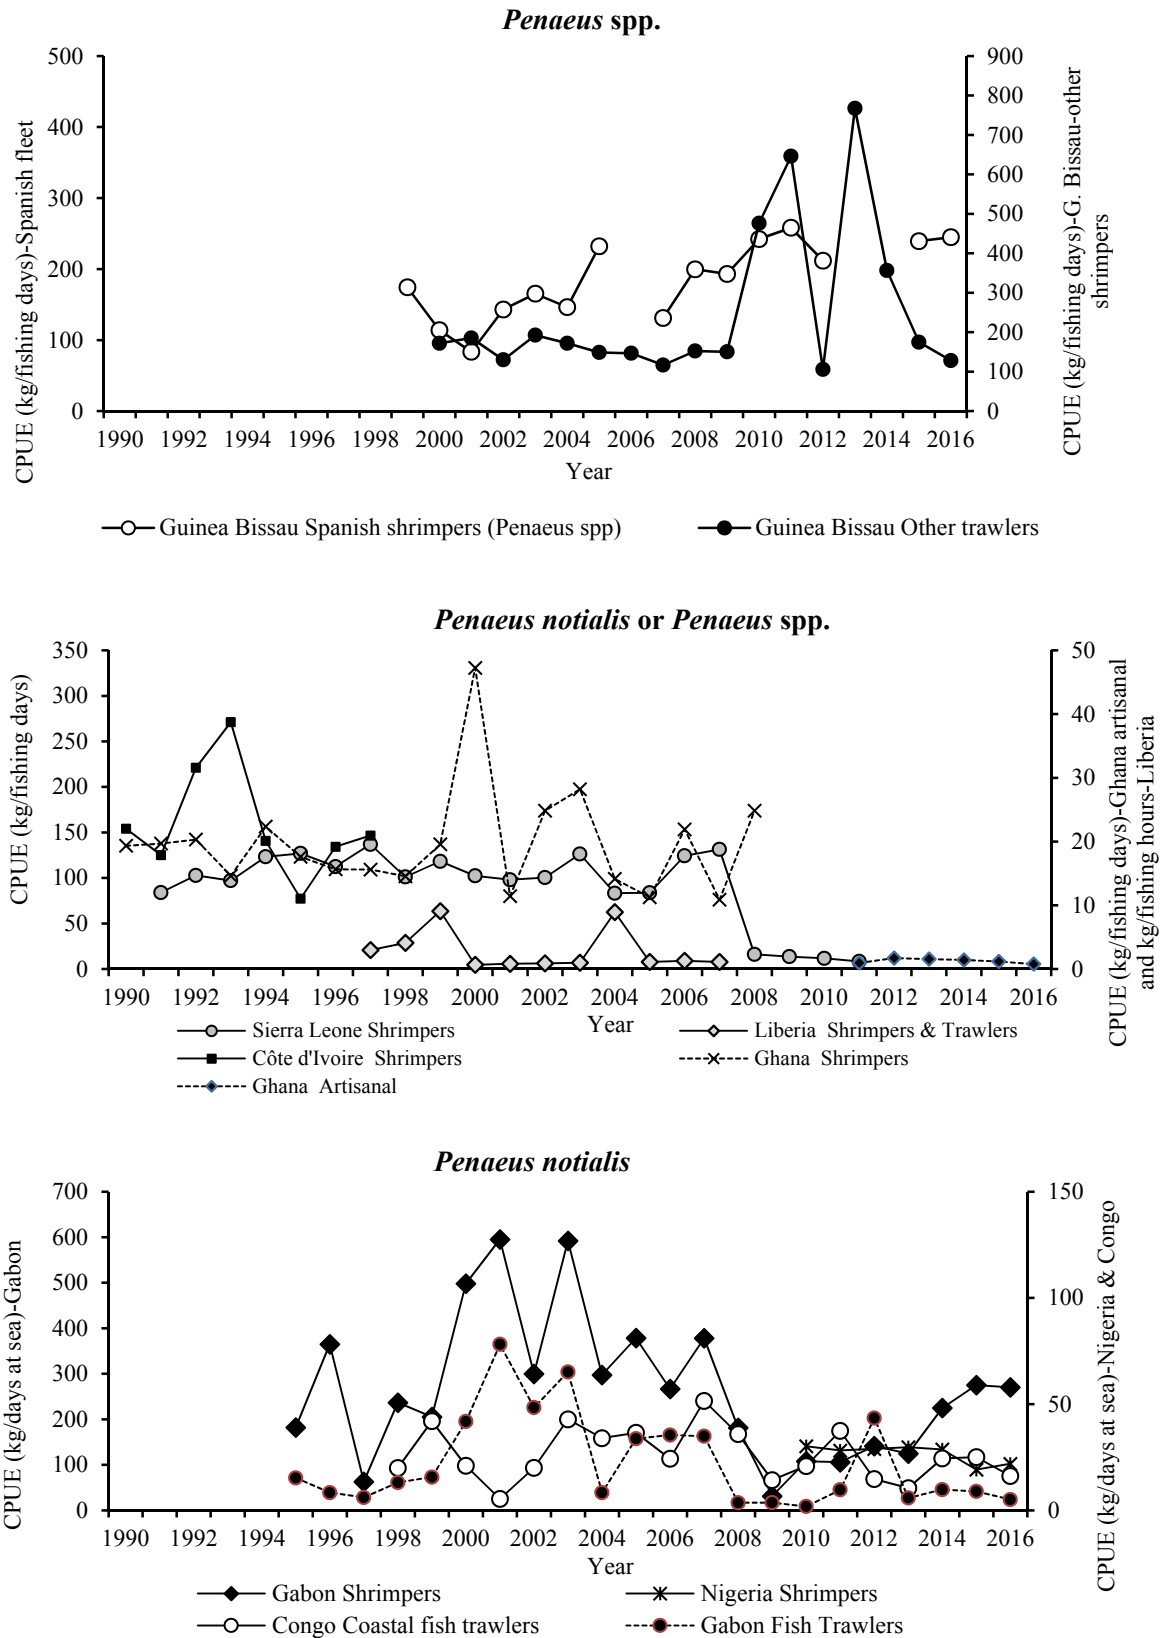 Penaeus spp.
500
400
300
200
100
0
900
800
700
600
500
400
300
200
100
0
CPUE (kg/fishing days)-Spanish fleet
CPUE (kg/fishing days)-G. Bissau-other
shrimpers
1990 1992 1994 1996 1998 2000 2002 2004 2006 2008 2010 2012 2014 2016
Year
Guinea Bissau Spanish shrimpers (Penaeus spp) Guinea Bissau Other trawlers
Penaeus notialis or Penaeus spp.
350
300
250
200
150
100
50
0
50
40
30
20
10
0
CPUE (kg/fishing days)
CPUE (kg/fishing days)-Ghana artisanal
and kg/fishing hours-Liberia
1990 1992 1994 1996 1998 2000 2002 2004 2006 2008 2010 2012 2014 2016
Year
Sierra Leone Shrimpers Liberia Shrimpers & Trawlers
Côte d'Ivoire Shrimpers Ghana Shrimpers
Ghana Artisanal
Penaeus notialis
700
600
500
400
300
200
100
0
150
100
50
0
CPUE (kg/days at sea)-Gabon
CPUE (kg/days at sea)-Nigeria & Congo
1990 1992 1994 1996 1998 2000 2002 2004 2006 2008 2010 2012 2014 2016
Year
Gabon Shrimpers Nigeria Shrimpers
Congo Coastal fish trawlers Gabon Fish Trawlers